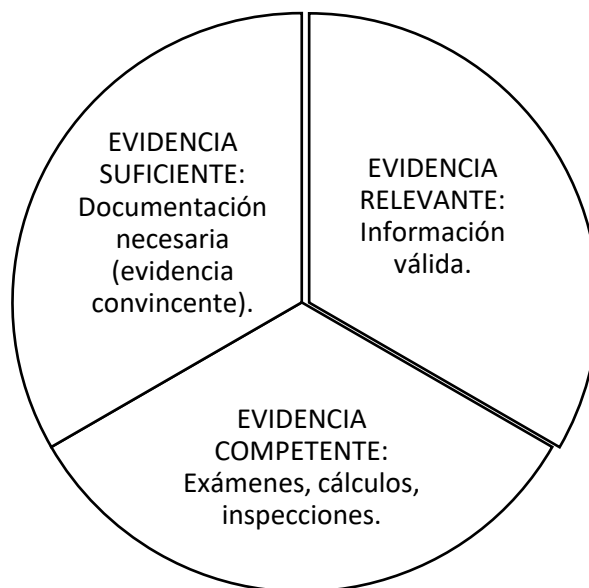 EVIDENCIA
SUFICIENTE:
Documentación
necesaria
(evidencia
convincente).
EVIDENCIA
RELEVANTE:
Información
válida.
EVIDENCIA
COMPETENTE:
Exámenes, cálculos,
inspecciones.